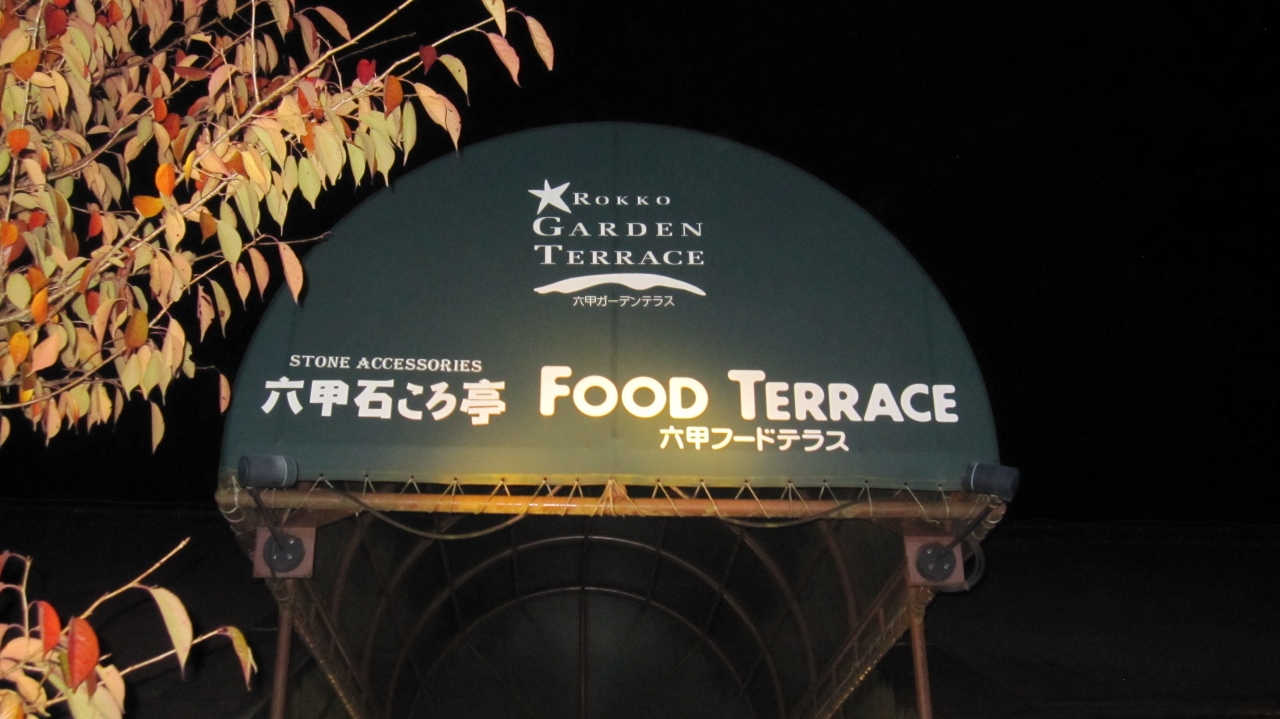 ROKKO
GARDEN
TERRACE
六甲ガーデンテラス
STONE ACCESSORIES
六甲石ころ亭
FOOD TERRACE
六甲フードテラス